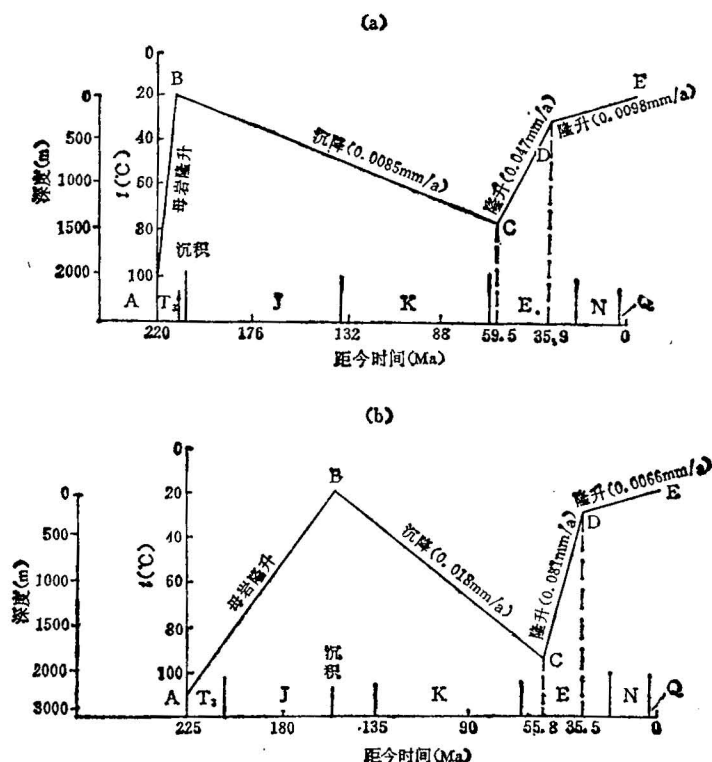 (a)
深度(m)
0
500
1000
1500
2000
t(℃)
0
20
40
60
80
100
B
母岩隆升
沉积
沉降(0.0085mm/a)
C
隆升(0.047mm/a)
D
隆升(0.0098mm/a)
E
A
T₃
J
K
E
N
Q
220
176
132
88
59.5
35.9
0
距今时间(Ma)
(b)
深度(m)
0
500
1000
1500
2000
3000
t(℃)
0
20
40
60
80
100
B
母岩隆升
沉积
沉降(0.018mm/a)
C
隆升(0.081mm/a)
D
隆升(0.0066mm/a)
E
A
T₃
J
K
E
N
Q
225
180
135
90
55.8
35.5
0
距今时间(Ma)